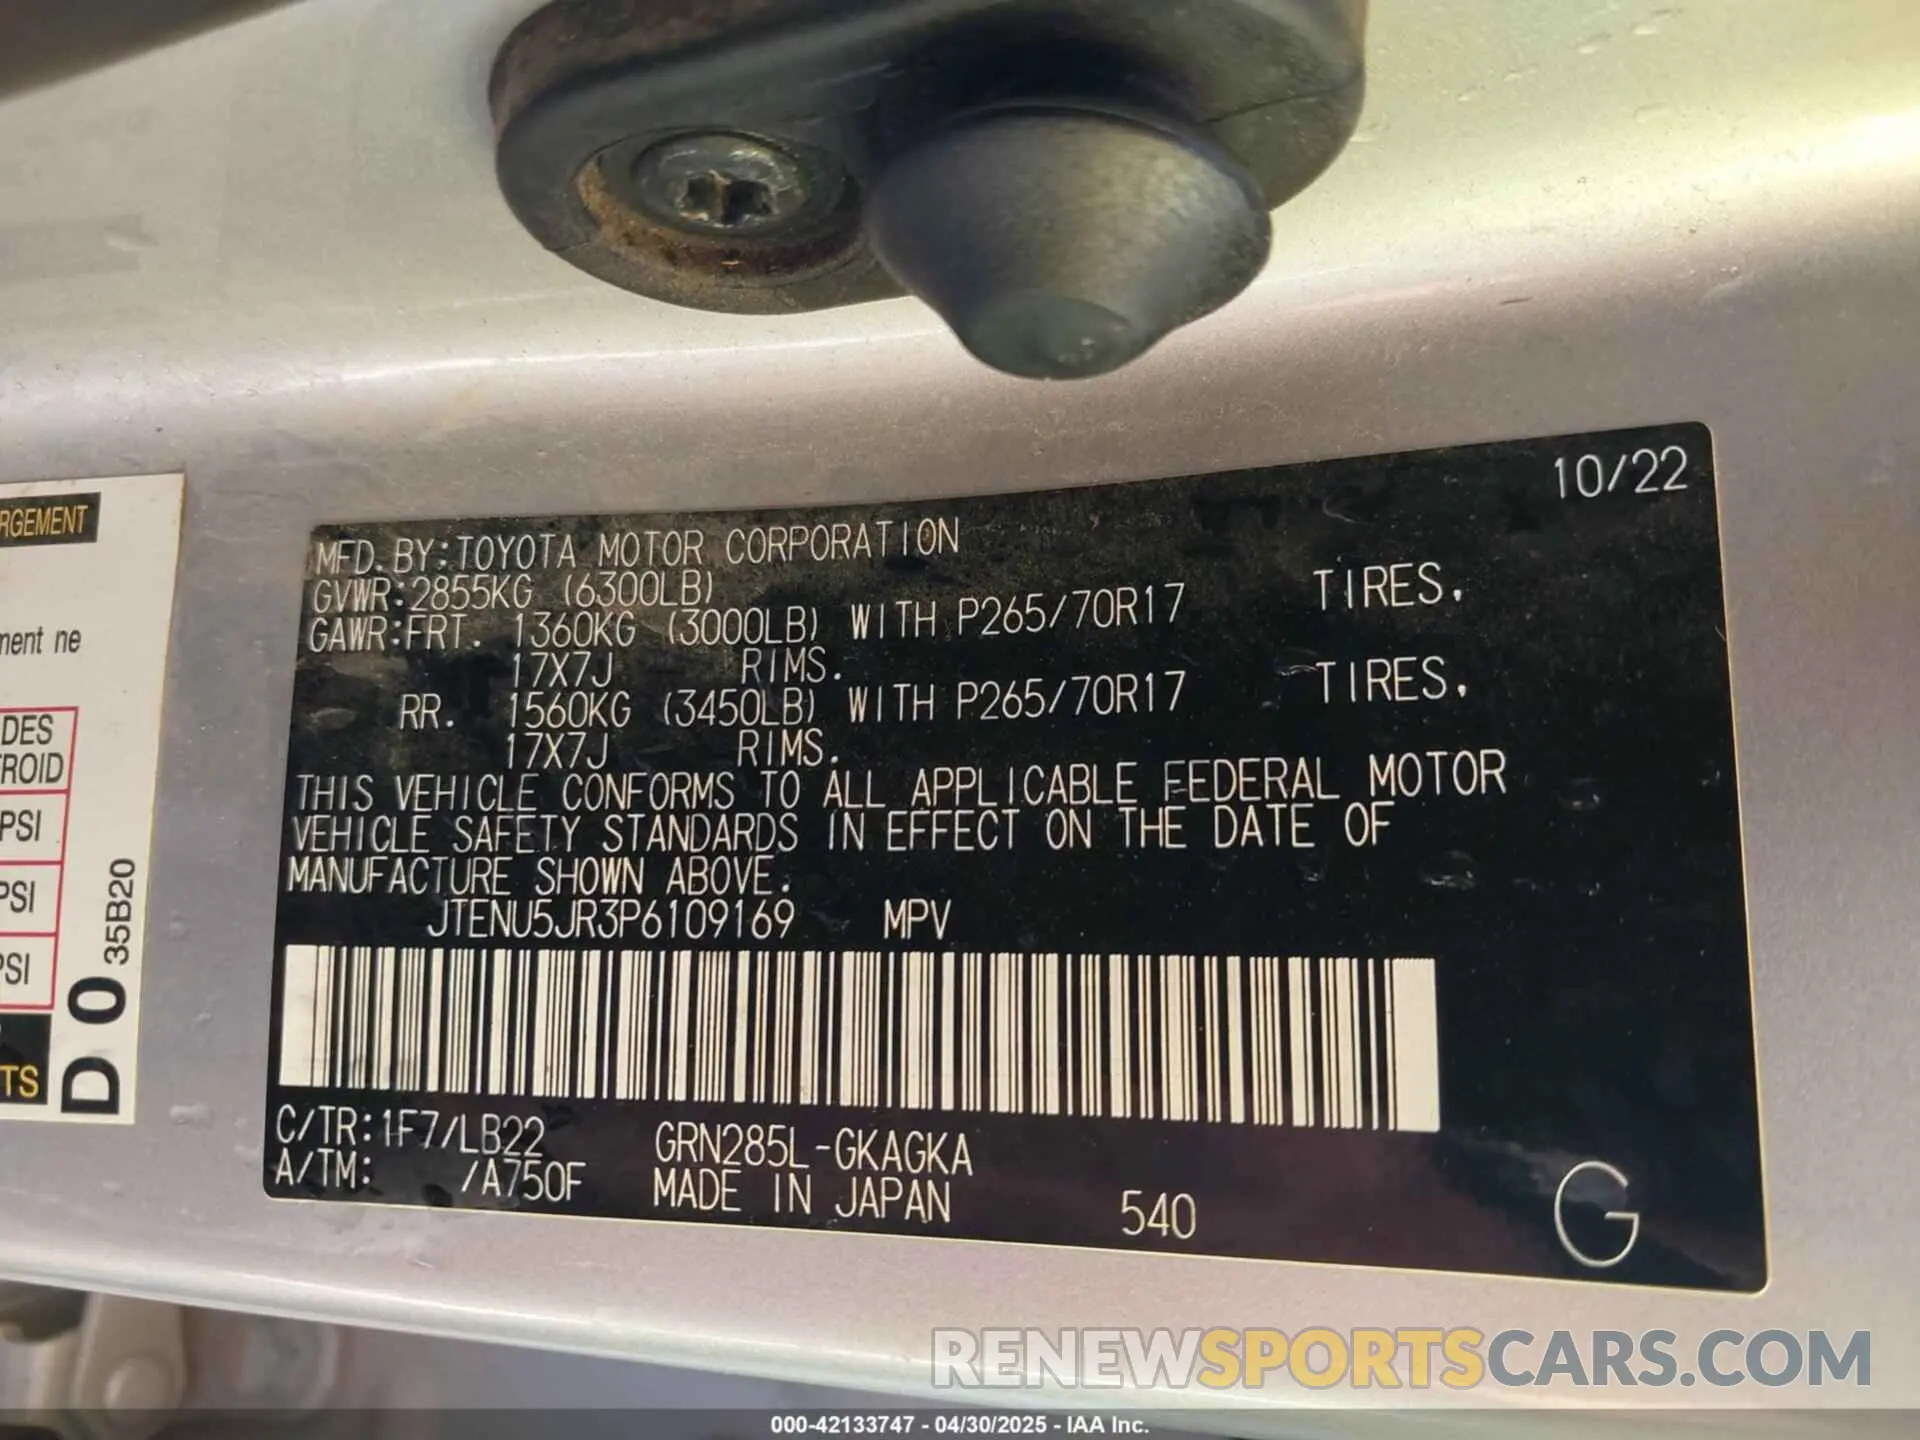 10/22
MFD. BY:TOYOTA MOTOR CORPORATION
GVWR:2855KG (6300LB)
GAWR:FRT. 1360KG (3000LB) WITH P265/70R17 TIRES.
17X7J RIMS.
RR. 1560KG (3450LB) WITH P265/70R17 TIRES.
17X7J RIMS.
THIS VEHICLE CONFORMS TO ALL APPLICABLE FEDERAL MOTOR
VEHICLE SAFETY STANDARDS IN EFFECT ON THE DATE OF
MANUFACTURE SHOWN ABOVE.
JTENU5JR3P6109169 MPV
C/TR:1F7/LB22 GRN285L-GKAGKA
A/TM: /A750F MADE IN JAPAN 540
G
RGEMENT
ment ne
DES
ROID
PSI
PSI
PSI
TS
D 0 35B20
RENEWSPORTSCARS.COM
000-42133747 - 04/30/2025 - IAA Inc.